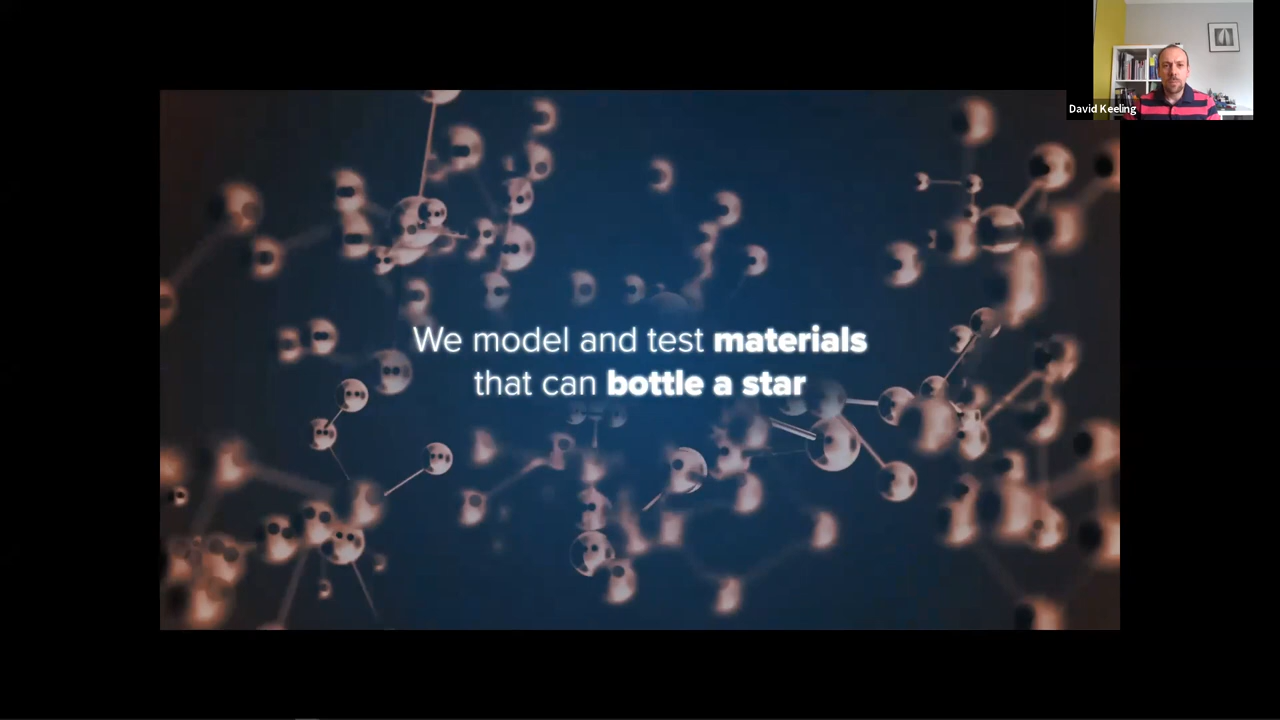 David Keeling
We model and test materials
that can bottle a star